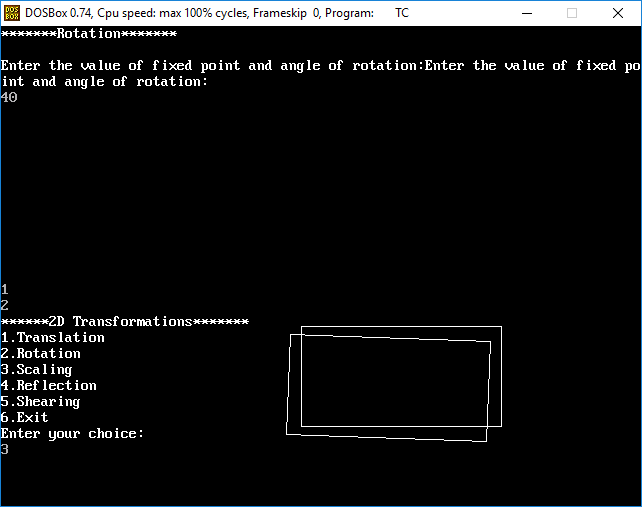 DOSBox 0.74, Cpu speed: max 100% cycles, Frameskip 0, Program: TC
*******Rotation*******
Enter the value of fixed point and angle of rotation:Enter the value of fixed po
int and angle of rotation:
40
1
2
******2D Transformations*******
1.Translation
2.Rotation
3.Scaling
4.Reflection
5.Shearing
6.Exit
Enter your choice:
3